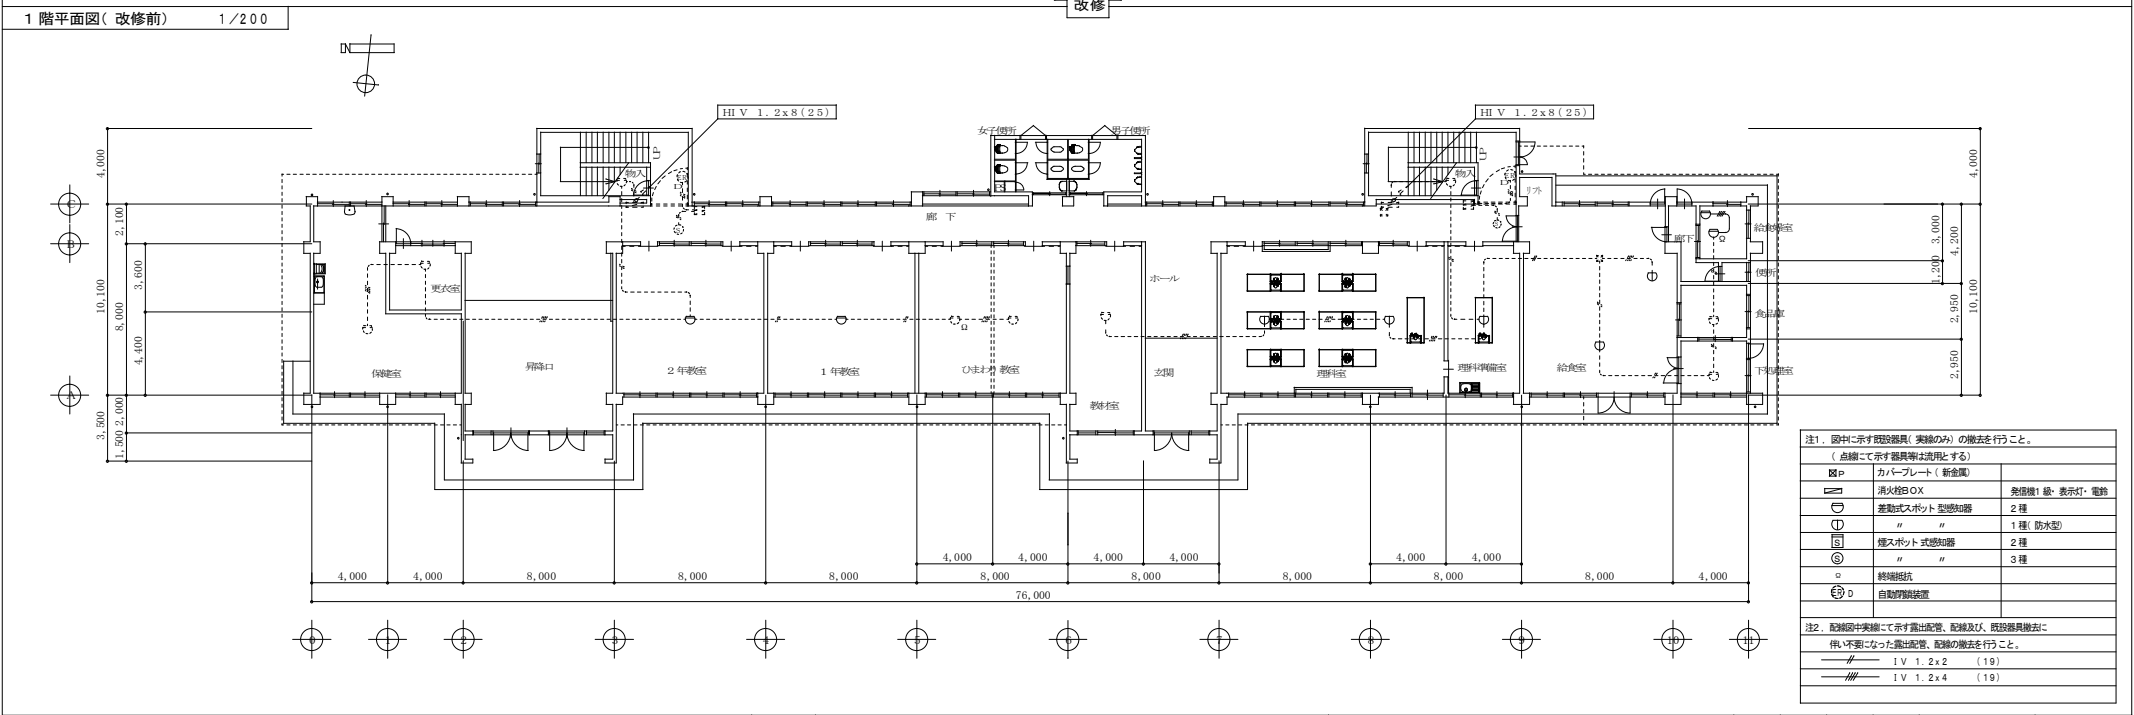 改修
1階平面図(改修前) 1/200
N
HIV 1.2x8(25)
HIV 1.2x8(25)
女子便所
男子便所
UP
UP
物入
物入
リフト
PS
廊 下
廊下
給食婦室
便所
食品庫
下処理室
更衣室
保健室
昇降口
2年教室
1年教室
ひまわり教室
教材室
ホール
玄関
理科室
理科準備室
給食室
4,000
2,100
10,100
8,000
3,600
4,400
3,500
2,000
1,500
C
B
A
4,000
3,000
4,200
1,200
10,100
2,950
2,950
4,000 4,000 4,000 4,000 4,000 4,000
4,000 4,000 8,000 8,000 8,000 8,000 8,000 8,000 8,000 8,000 4,000
76,000
0 1 2 3 4 5 6 7 8 9 10 11
注1. 図中に示す既設器具(実線のみ)の撤去を行うこと。
(点線にて示す器具等は流用とする)
P カバープレート(新金属)
消火栓BOX 発信機1級・表示灯・電鈴
差動式スポット型感知器 2種
〃 〃 1種(防水型)
S 煙スポット式感知器 2種
S 〃 〃 3種
Ω 終端抵抗
ER D 自動閉鎖装置
注2. 配線図中実線にて示す露出配管、配線及び、既設器具撤去に
伴い不要になった露出配管、配線の撤去を行うこと。
IV 1.2x2 (19)
IV 1.2x4 (19)